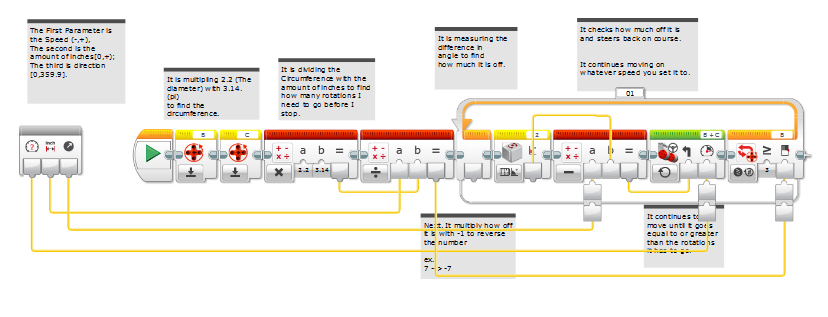 The First Parameter is
the Speed (-,+),
The second is the
amount of inches[0,+);
The third is direction
[0,359.9].
It is multipling 2.2 (The
diameter) with 3.14.
(pi)
to find the
circumference.
It is dividing the
Circumference with the
amount of inches to find
how many rotations I
need to go before I
stop.
It is measuring the
difference in
angle to find
how much it is off.
It checks how much off it is
and steers back on course.
It continues moving on
whatever speed you set it to.
01
inch
B
C
a b =
2.2 3.14
a b =
2
a b =
B + C
B
≥
3
Next. It multiply how off
it is with -1 to reverse
the number
ex.
7 --> -7
It continues to
move until it goes
equal to or greater
than the rotations
it has to go.